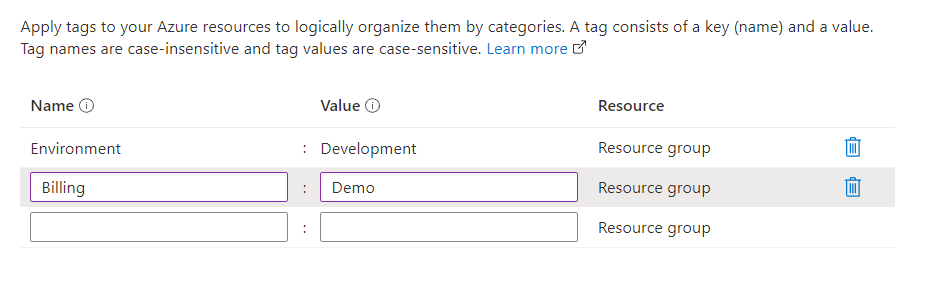 Apply tags to your Azure resources to logically organize them by categories. A tag consists of a key (name) and a value.
Tag names are case-insensitive and tag values are case-sensitive. Learn more
Name Value Resource
Environment : Development Resource group
Billing : Demo Resource group
: Resource group